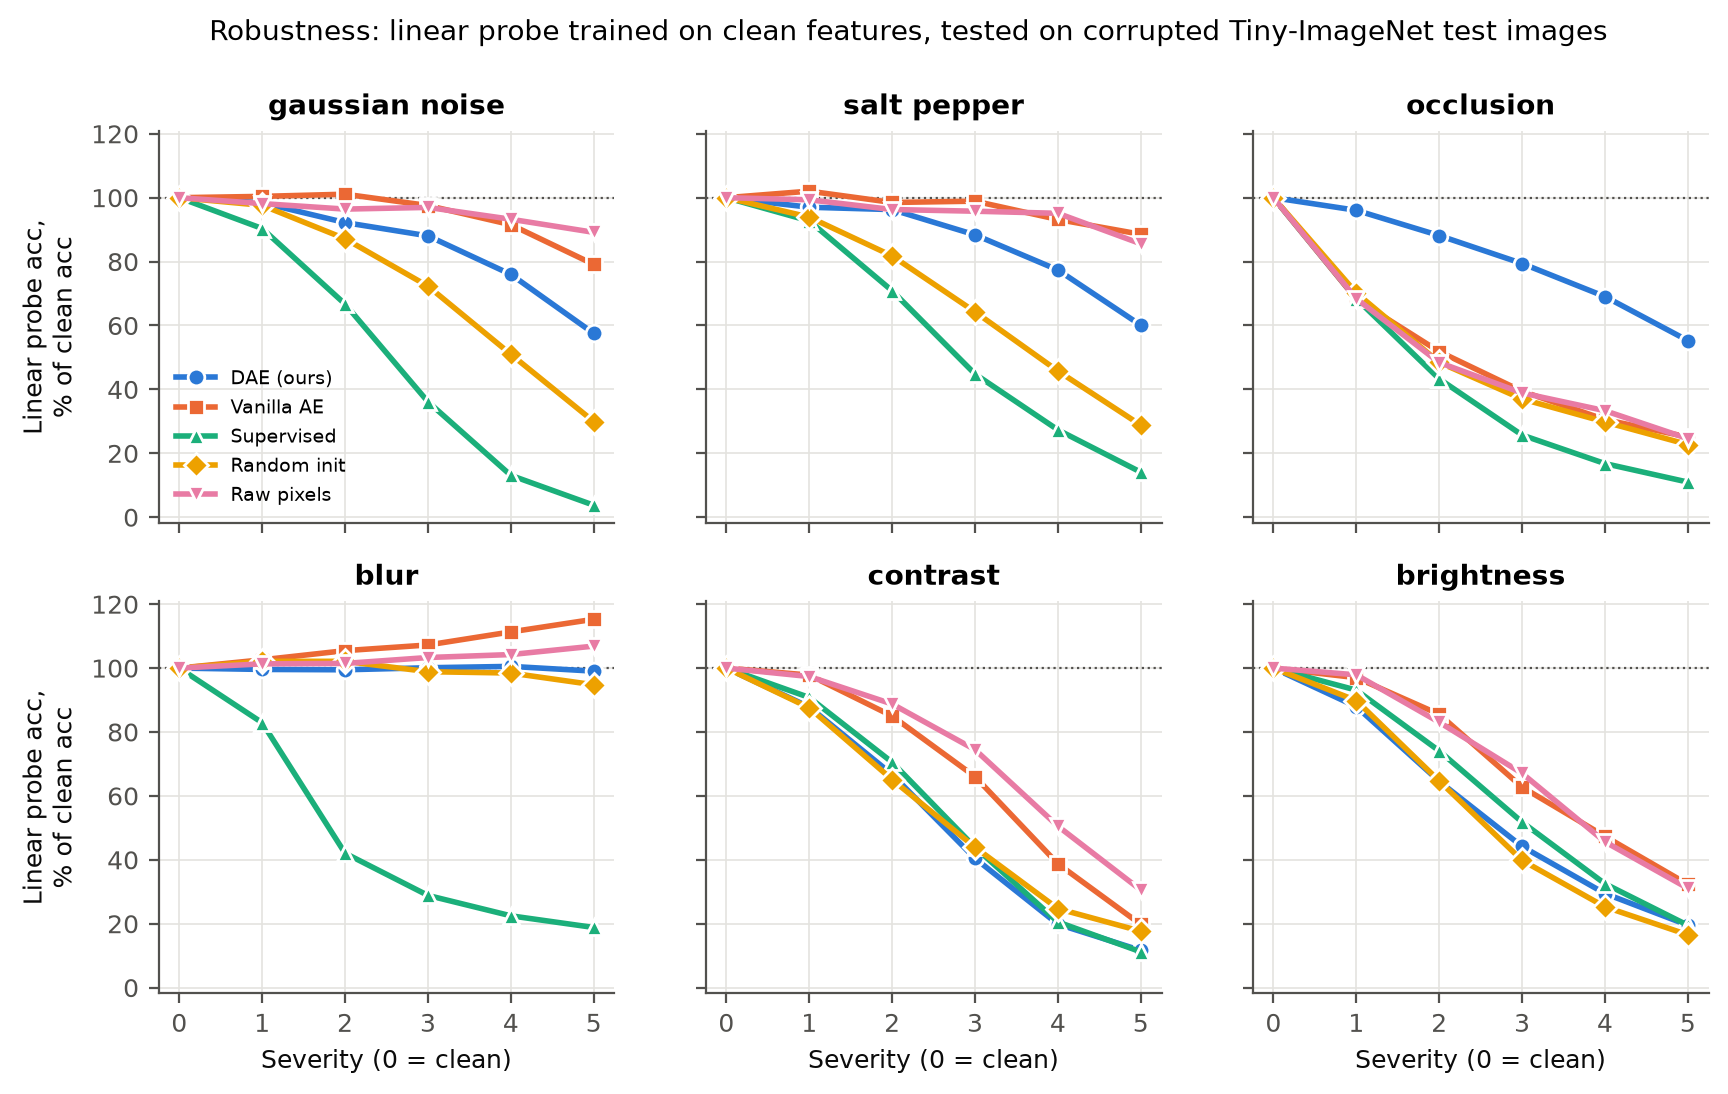 Robustness: linear probe trained on clean features, tested on corrupted Tiny-ImageNet test images
gaussian noise
salt pepper
occlusion
Linear probe acc,
% of clean acc
120
100
80
60
40
20
0
DAE (ours)
Vanilla AE
Supervised
Random init
Raw pixels
blur
contrast
brightness
Linear probe acc,
% of clean acc
120
100
80
60
40
20
0
0 1 2 3 4 5
0 1 2 3 4 5
0 1 2 3 4 5
Severity (0 = clean)
Severity (0 = clean)
Severity (0 = clean)